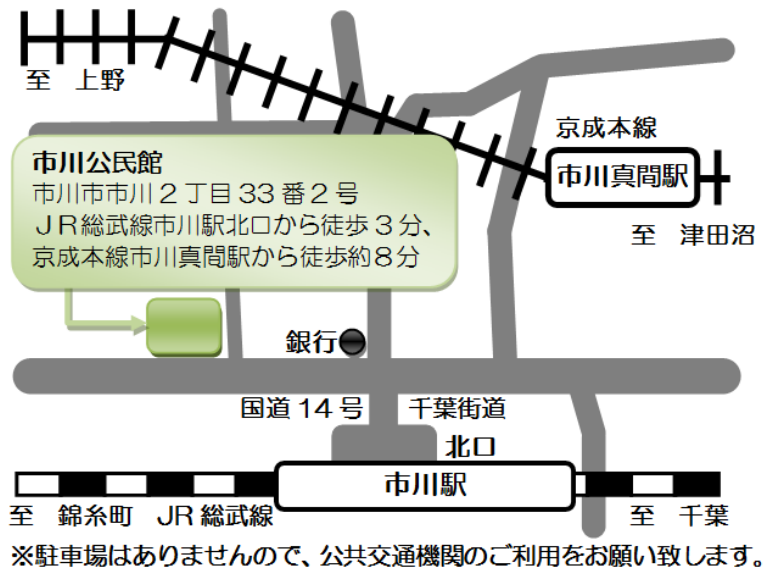 至 上野
京成本線
市川真間駅
至 津田沼
市川公民館
市川市市川2丁目33番2号
JR総武線市川駅北口から徒歩3分、
京成本線市川真間駅から徒歩約8分
銀行
国道14号 千葉街道
北口
市川駅
至 錦糸町 JR総武線
至 千葉
※駐車場はありませんので、公共交通機関のご利用をお願い致します。